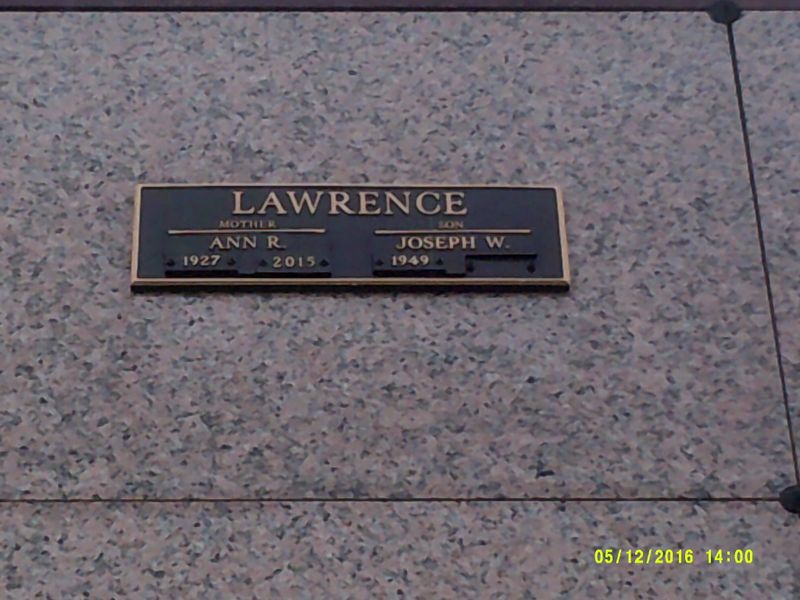 LAWRENCE
MOTHER SON
ANN R. JOSEPH W.
1927 2015 1949
05/12/2016 14:00